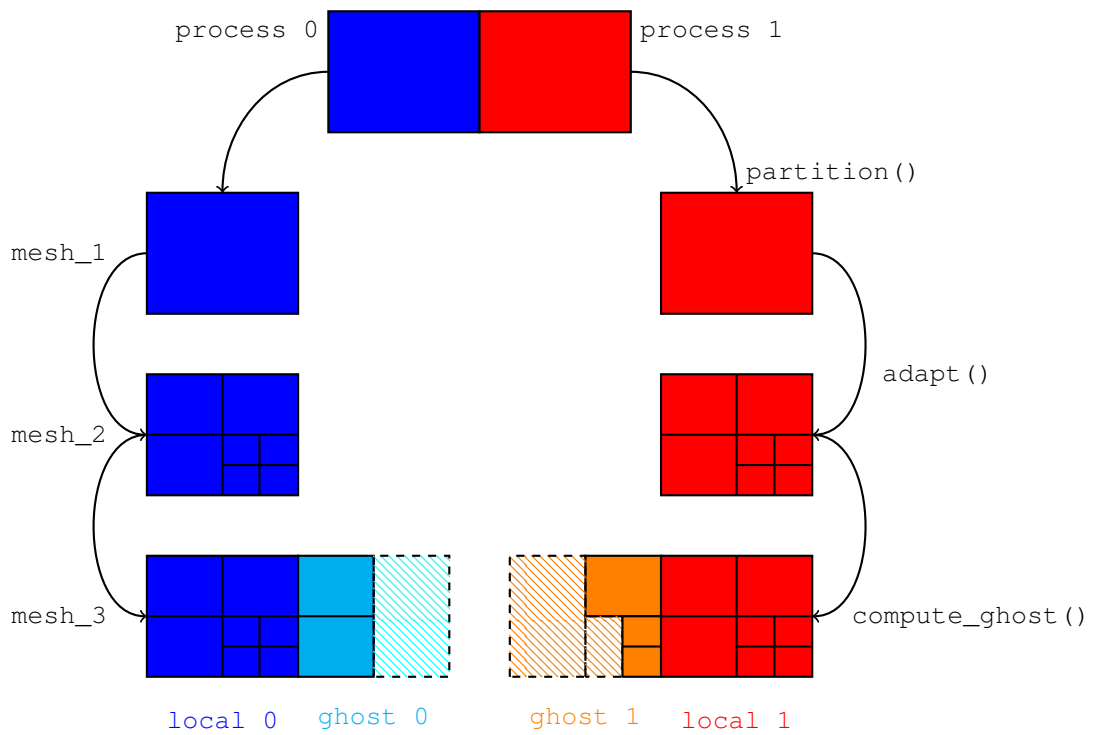 process 0
process 1
partition()
mesh_1
adapt()
mesh_2
mesh_3
compute_ghost()
local 0
ghost 0
ghost 1
local 1